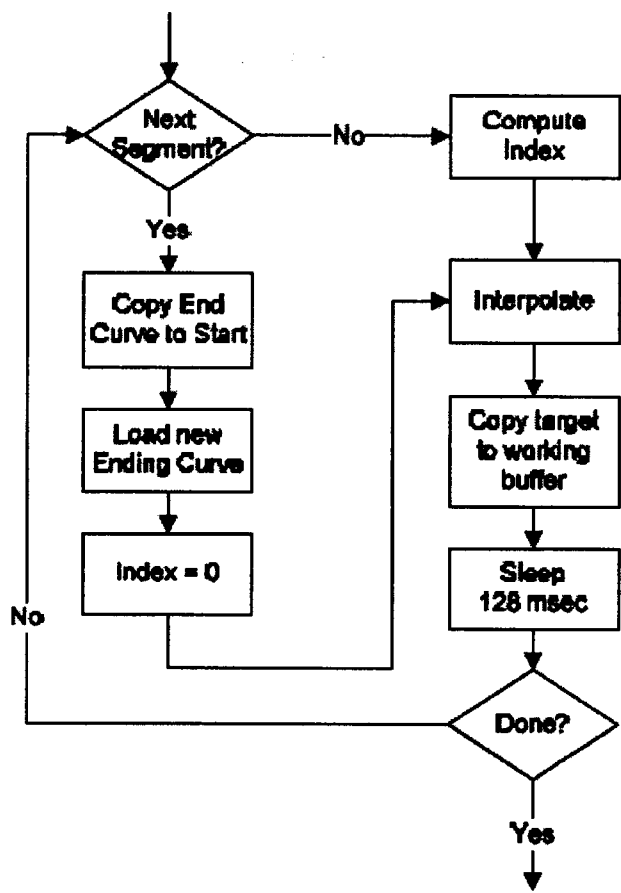 Next
Segment?
No
Compute
Index
Yes
Copy End
Curve to Start
Interpolate
Load new
Ending Curve
Copy target
to working
buffer
Index = 0
Sleep
128 msec
No
Done?
Yes